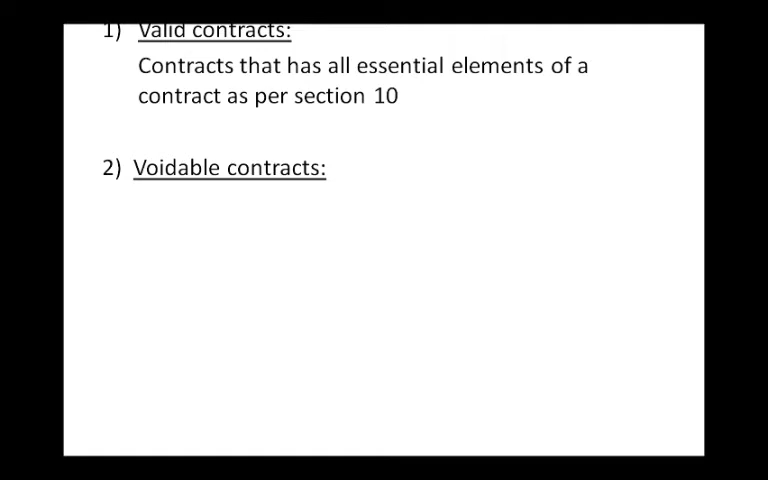 1) Valid contracts:
Contracts that has all essential elements of a
contract as per section 10
2) Voidable contracts: